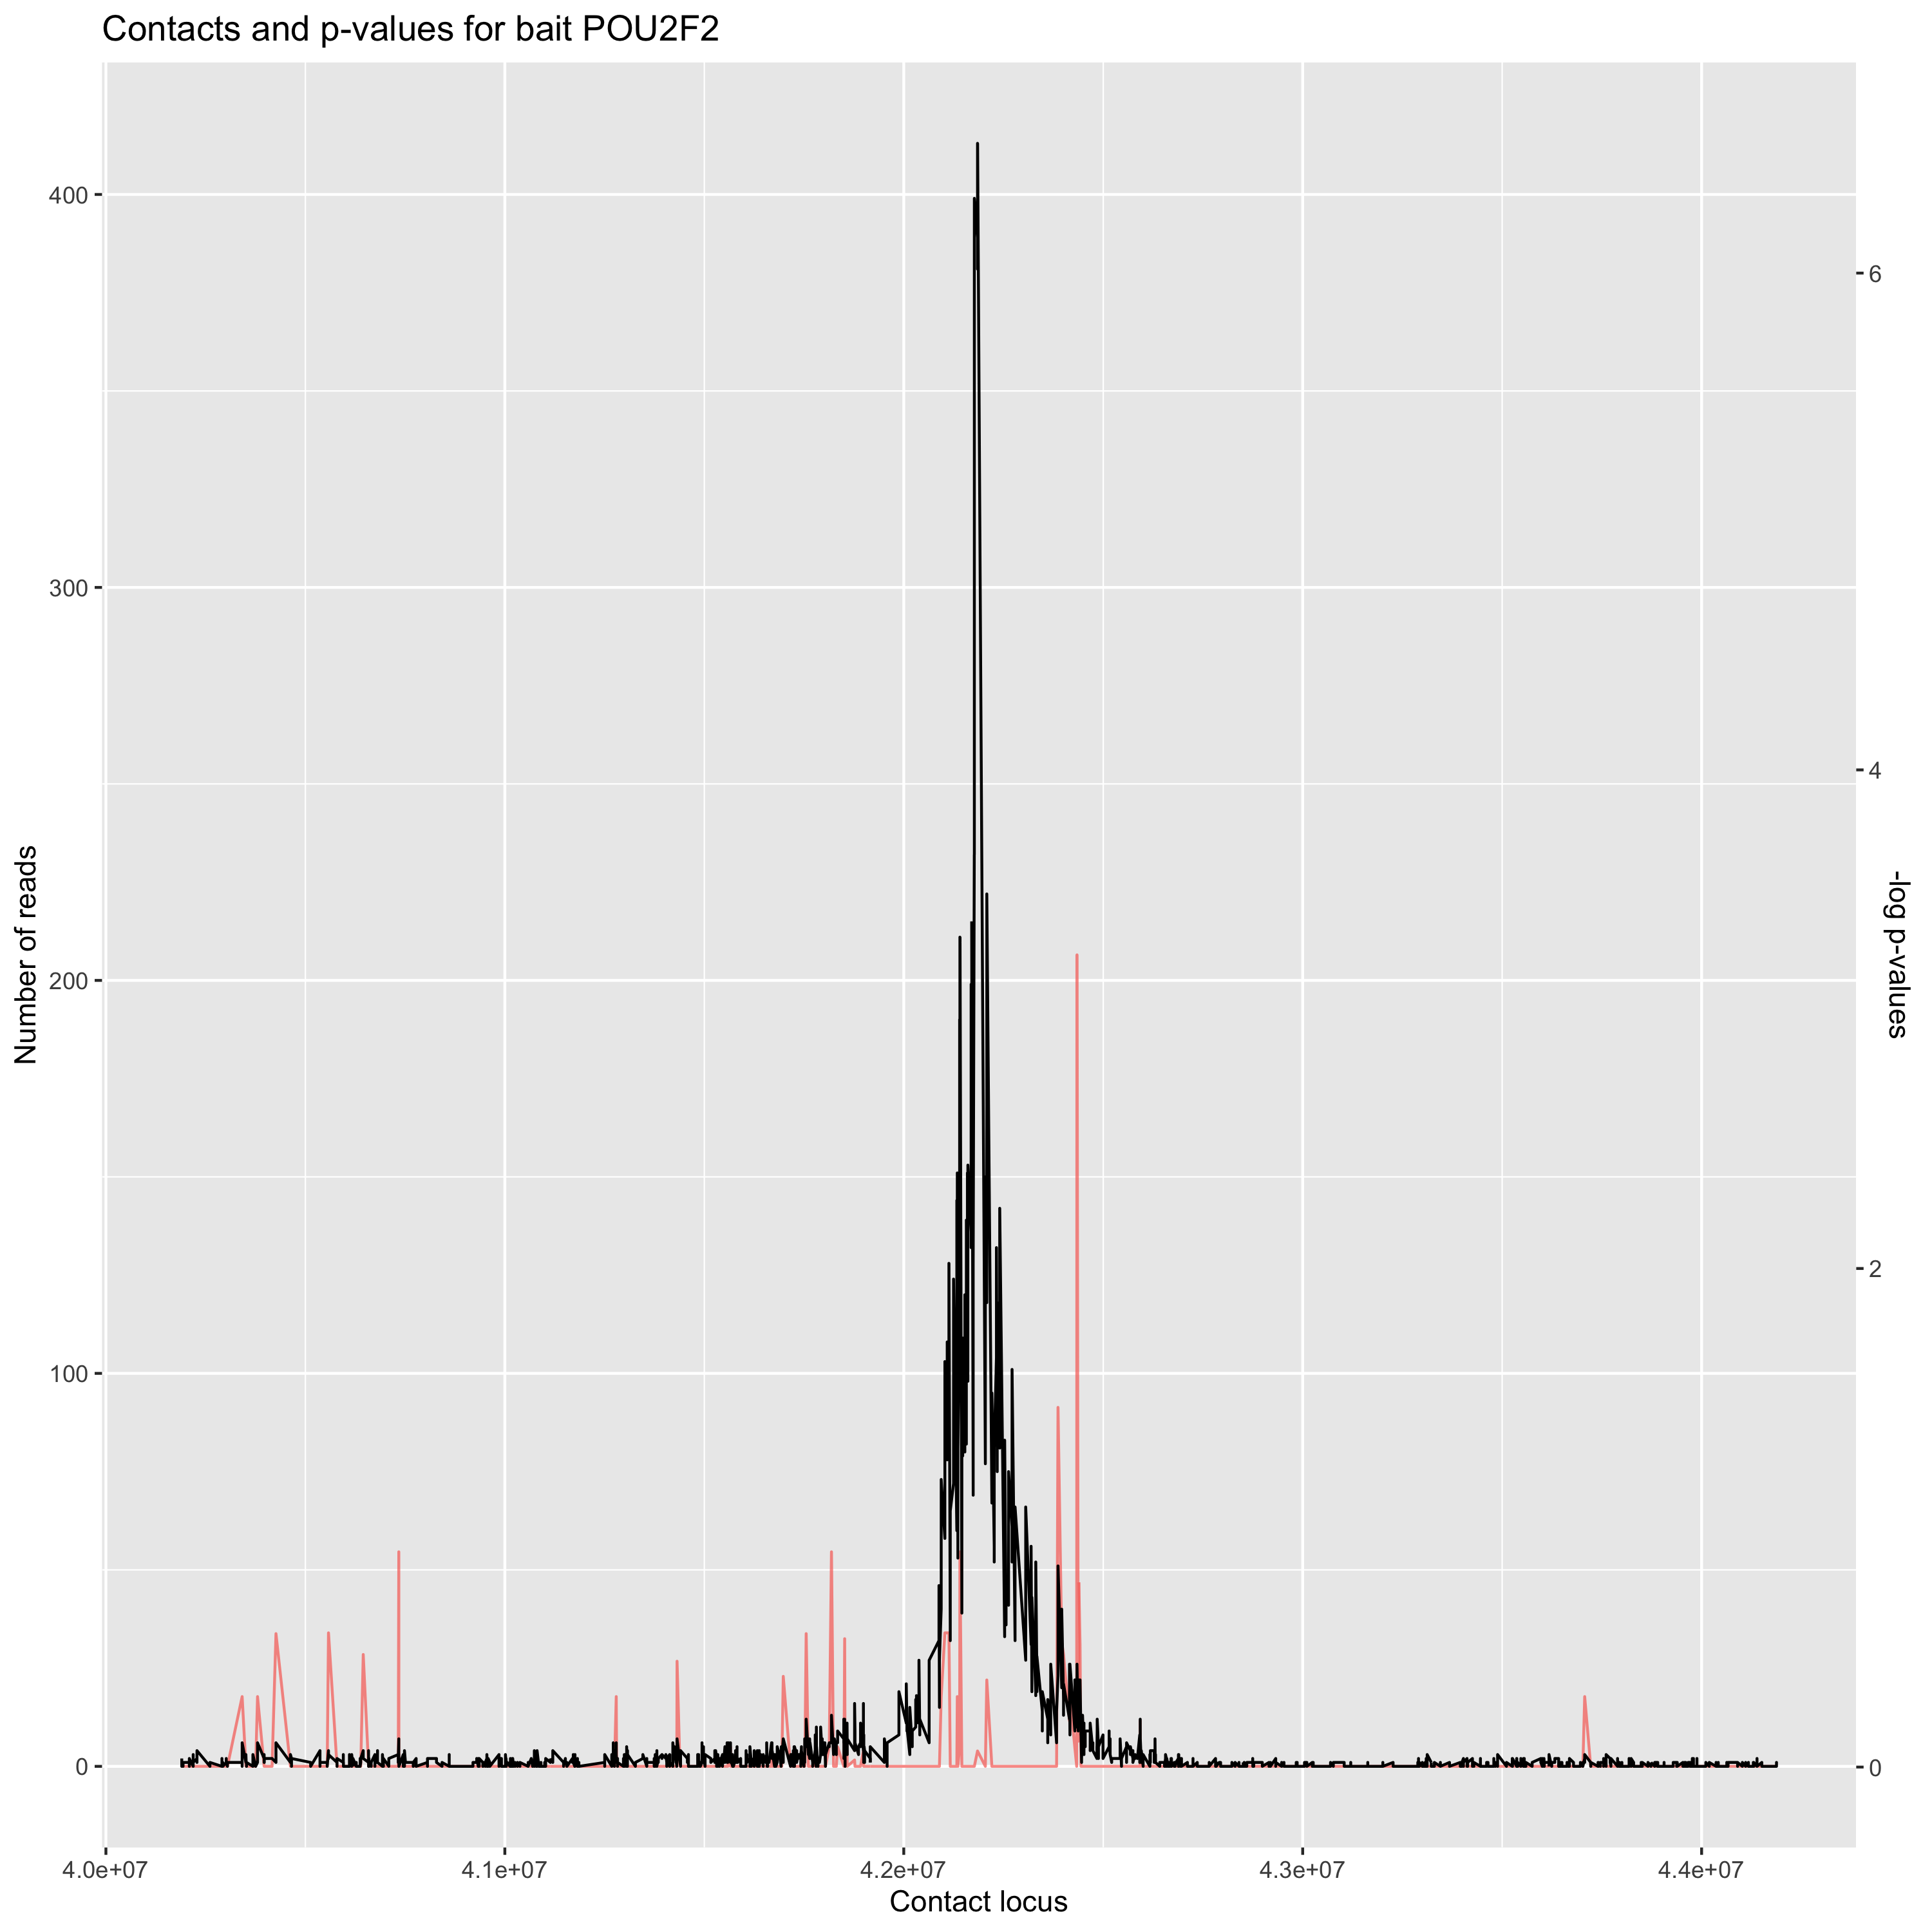 Contacts and p-values for bait POU2F2
400
300
200
100
0
Number of reads
6
4
2
0
-log p-values
4.0e+07 4.1e+07 4.2e+07 4.3e+07 4.4e+07
Contact locus